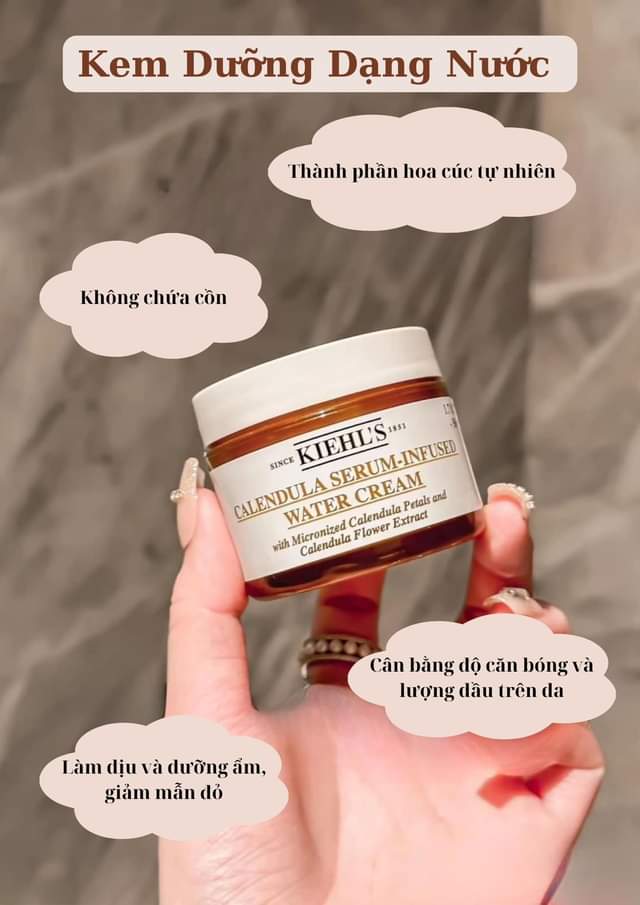 Kem Dưỡng Dạng Nước
Thành phần hoa cúc tự nhiên
Không chứa cồn
SINCE KIEHL'S 1851
CALENDULA SERUM-INFUSED
WATER CREAM
with Micronized Calendula Petals and
Calendula Flower Extract
Cân bằng độ căn bóng và
lượng dầu trên da
Làm dịu và dưỡng ẩm,
giảm mẫn đỏ